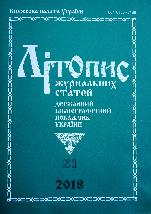 Книжкова палата України
Літопис
журнальних
статей
Державний
бібліографічний
покажчик
України
21
2018